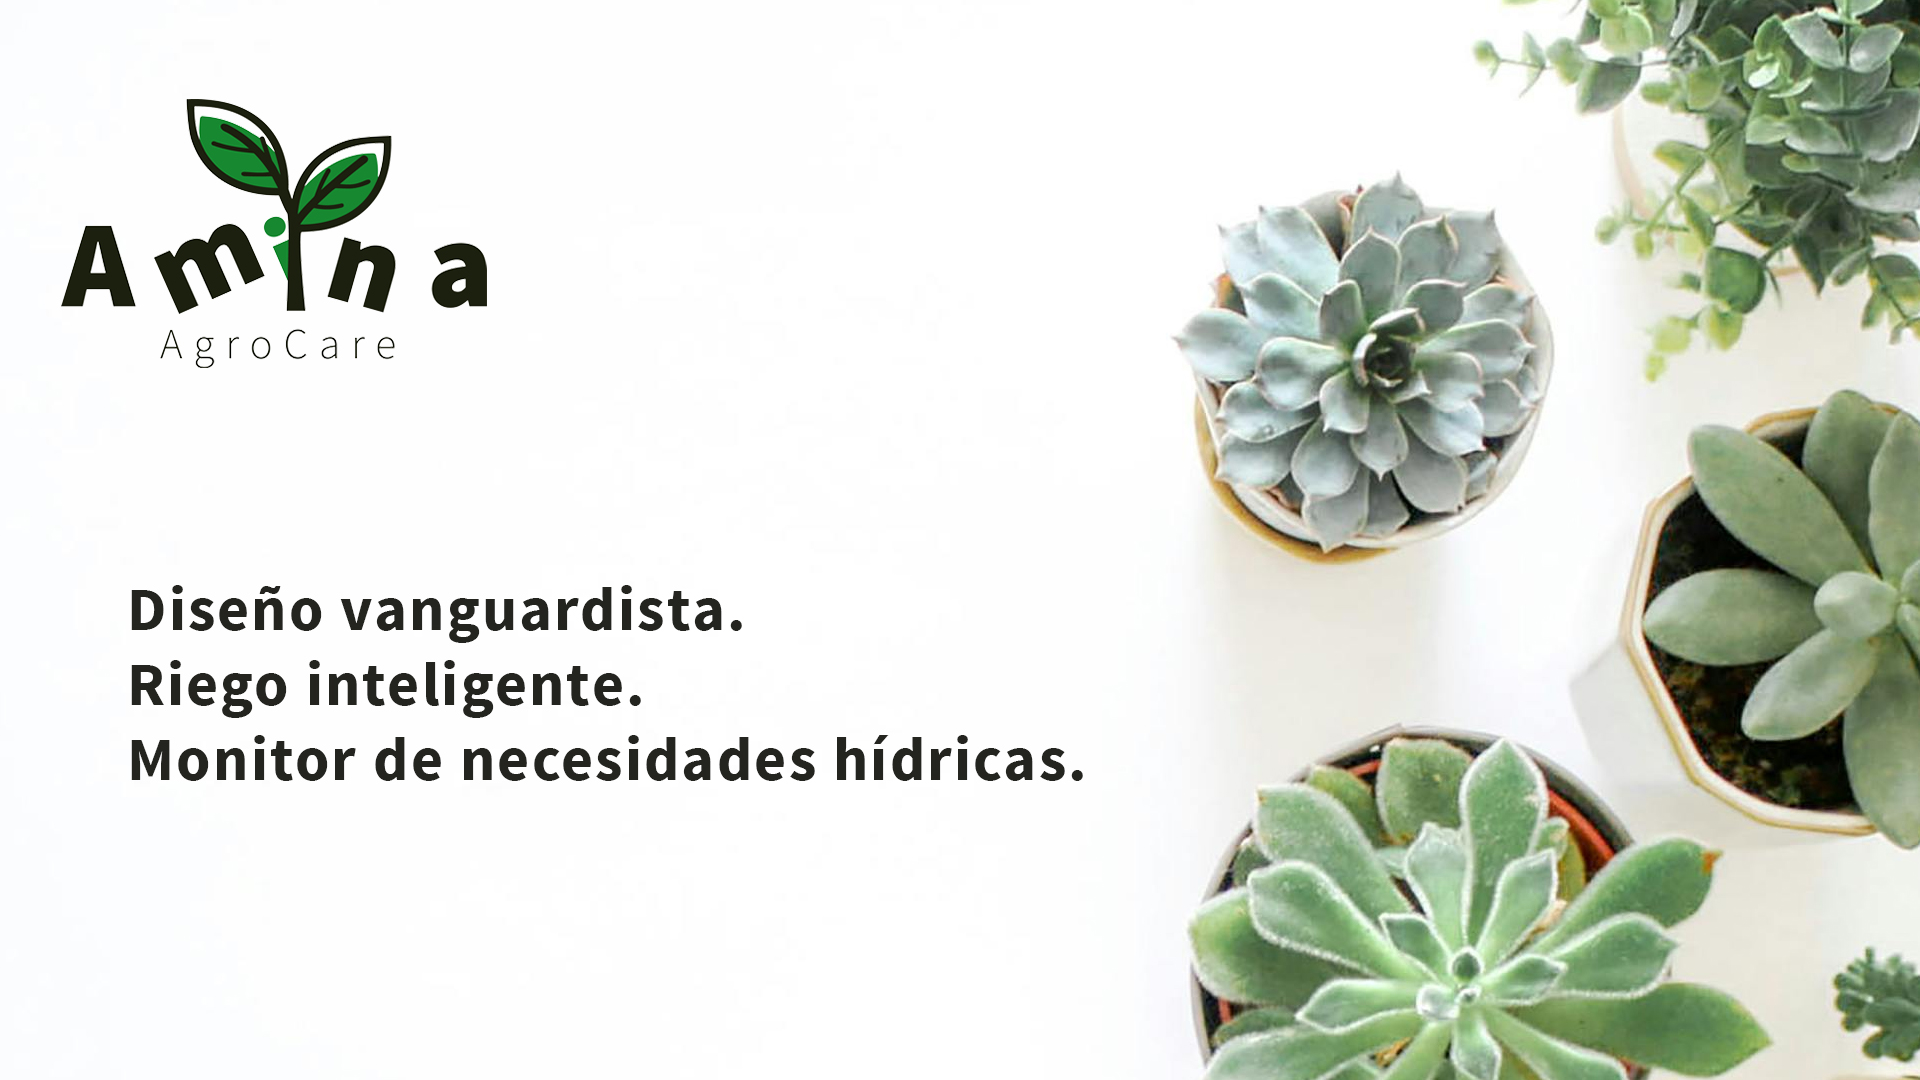 Amina
AgroCare
Diseño vanguardista.
Riego inteligente.
Monitor de necesidades hídricas.